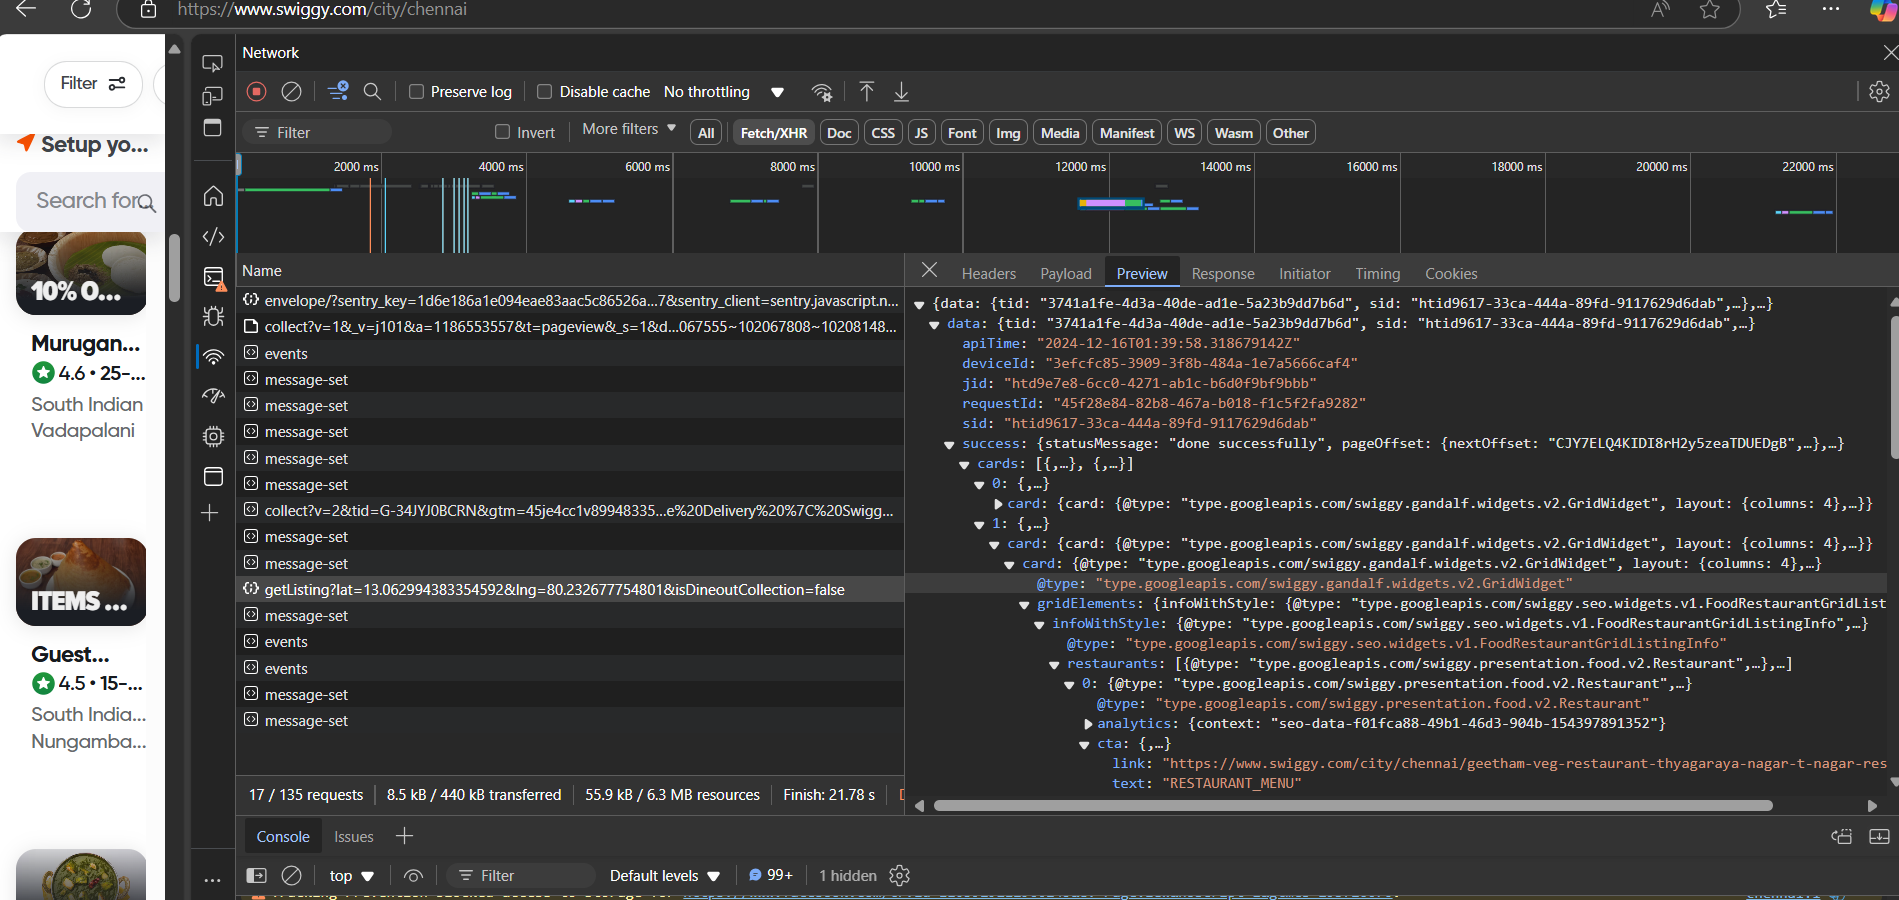 https://www.swiggy.com/city/chennai
Filter
Setup yo...
Search for...
10% O...
Murugan...
4.6 • 25-...
South Indian
Vadapalani
ITEMS ...
Guest...
4.5 • 15-...
South India...
Nungamba...
Network
Preserve log
Disable cache
No throttling
Filter
Invert
More filters
All
Fetch/XHR
Doc
CSS
JS
Font
Img
Media
Manifest
WS
Wasm
Other
2000 ms
4000 ms
6000 ms
8000 ms
10000 ms
12000 ms
14000 ms
16000 ms
18000 ms
20000 ms
22000 ms
Name
envelope/?sentry_key=1d6e186a1e094eae83aac5c86526a...7&sentry_client=sentry.javascript.n...
collect?v=1&_v=j101&a=1186553557&t=pageview&_s=1&d...067555~102067808~10208148...
events
message-set
message-set
message-set
message-set
message-set
collect?v=2&tid=G-34JYJ0BCRN&gtm=45je4cc1v89948335...e%20Delivery%20%7C%20Swigg...
message-set
message-set
getListing?lat=13.062994383354592&lng=80.232677754801&isDineoutCollection=false
message-set
events
events
message-set
message-set
17 / 135 requests
8.5 kB / 440 kB transferred
55.9 kB / 6.3 MB resources
Finish: 21.78 s
Headers
Payload
Preview
Response
Initiator
Timing
Cookies
{data: {tid: "3741a1fe-4d3a-40de-ad1e-5a23b9dd7b6d", sid: "htid9617-33ca-444a-89fd-9117629d6dab",…},…}
data: {tid: "3741a1fe-4d3a-40de-ad1e-5a23b9dd7b6d", sid: "htid9617-33ca-444a-89fd-9117629d6dab",…}
apiTime: "2024-12-16T01:39:58.318679142Z"
deviceId: "3efcfc85-3909-3f8b-484a-1e7a5666caf4"
jid: "htd9e7e8-6cc0-4271-ab1c-b6d0f9bf9bbb"
requestId: "45f28e84-82b8-467a-b018-f1c5f2fa9282"
sid: "htid9617-33ca-444a-89fd-9117629d6dab"
success: {statusMessage: "done successfully", pageOffset: {nextOffset: "CJY7ELQ4KIDI8rH2y5zeaTDUEDgB",…},…}
cards: [{,…}, {,…}]
0: {,…}
card: {card: {@type: "type.googleapis.com/swiggy.gandalf.widgets.v2.GridWidget", layout: {columns: 4},…}}
1: {,…}
card: {card: {@type: "type.googleapis.com/swiggy.gandalf.widgets.v2.GridWidget", layout: {columns: 4},…}}
card: {@type: "type.googleapis.com/swiggy.gandalf.widgets.v2.GridWidget", layout: {columns: 4},…}
@type: "type.googleapis.com/swiggy.gandalf.widgets.v2.GridWidget"
gridElements: {infoWithStyle: {@type: "type.googleapis.com/swiggy.seo.widgets.v1.FoodRestaurantGridList
infoWithStyle: {@type: "type.googleapis.com/swiggy.seo.widgets.v1.FoodRestaurantGridListingInfo",…}
@type: "type.googleapis.com/swiggy.seo.widgets.v1.FoodRestaurantGridListingInfo"
restaurants: [{@type: "type.googleapis.com/swiggy.presentation.food.v2.Restaurant",…},…]
0: {@type: "type.googleapis.com/swiggy.presentation.food.v2.Restaurant",…}
@type: "type.googleapis.com/swiggy.presentation.food.v2.Restaurant"
analytics: {context: "seo-data-f01fca88-49b1-46d3-904b-154397891352"}
cta: {,…}
link: "https://www.swiggy.com/city/chennai/geetham-veg-restaurant-thyagaraya-nagar-t-nagar-res
text: "RESTAURANT_MENU"
Console
Issues
top
Filter
Default levels
99+
1 hidden